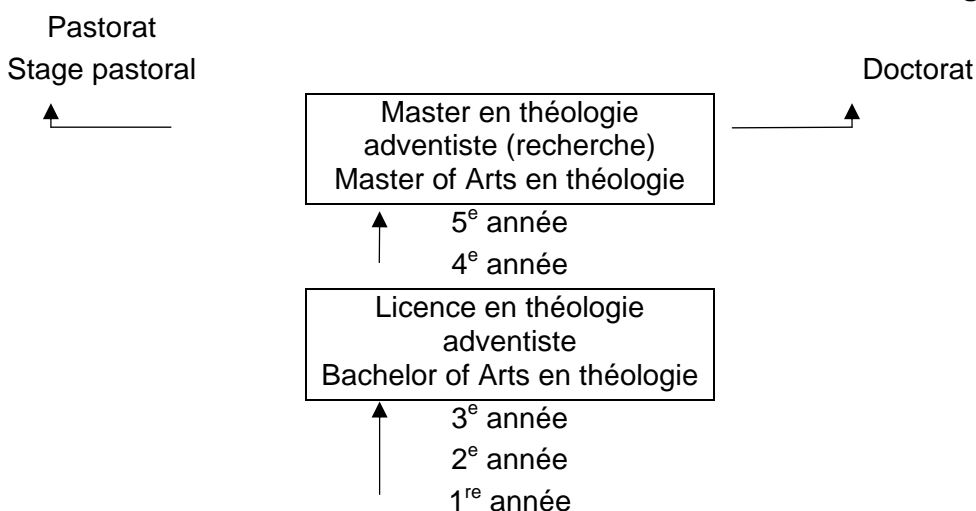 Pastorat
Stage pastoral
Doctorat
Master en théologie
adventiste (recherche)
Master of Arts en théologie
5e année
4e année
Licence en théologie
adventiste
Bachelor of Arts en théologie
3e année
2e année
1re année